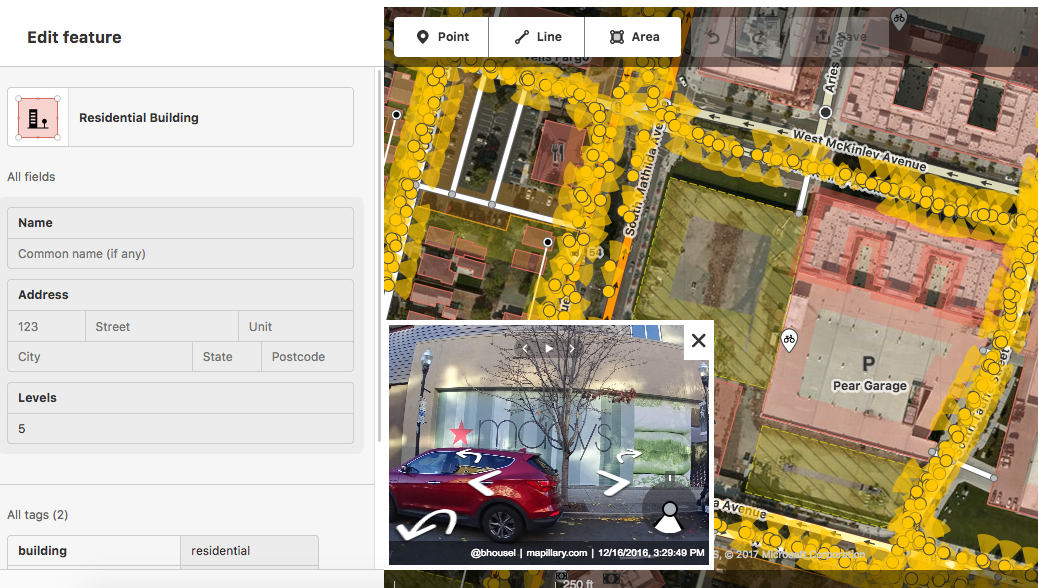 Edit feature
Point
Line
Area
Save
Residential Building
All fields
Name
Common name (if any)
Address
123
Street
Unit
City
State
Postcode
Levels
5
All tags (2)
building
residential
Wells Fargo
Aries Way
West McKinley Avenue
South Mathilda Ave
64
P
Pear Garage
Street
Avenue
macys
@bhousel | mapillary.com | 12/16/2016, 3:29:49 PM
S, © 2017 Microsoft Corporation
250 ft